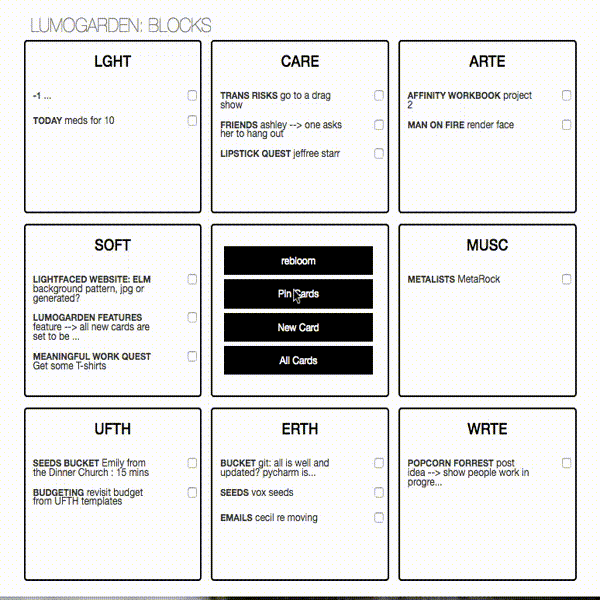 LUMOGARDEN: BLOCKS
LGHT
-1 ...
TODAY meds for 10
CARE
TRANS RISKS go to a drag
show
FRIENDS ashley --> one asks
her to hang out
LIPSTICK QUEST jeffree starr
ARTE
AFFINITY WORKBOOK project
2
MAN ON FIRE render face
SOFT
LIGHTFACED WEBSITE: ELM
background pattern, jpg or
generated?
LUMOGARDEN FEATURES
feature --> all new cards are
set to be ...
MEANINGFUL WORK QUEST
Get some T-shirts
rebloom
Pin Cards
New Card
All Cards
MUSC
METALISTS MetaRock
UFTH
SEEDS BUCKET Emily from
the Dinner Church : 15 mins
BUDGETING revisit budget
from UFTH templates
ERTH
BUCKET git: all is well and
updated? pycharm is...
SEEDS vox seeds
EMAILS cecil re moving
WRTE
POPCORN FORREST post
idea --> show people work in
progre...